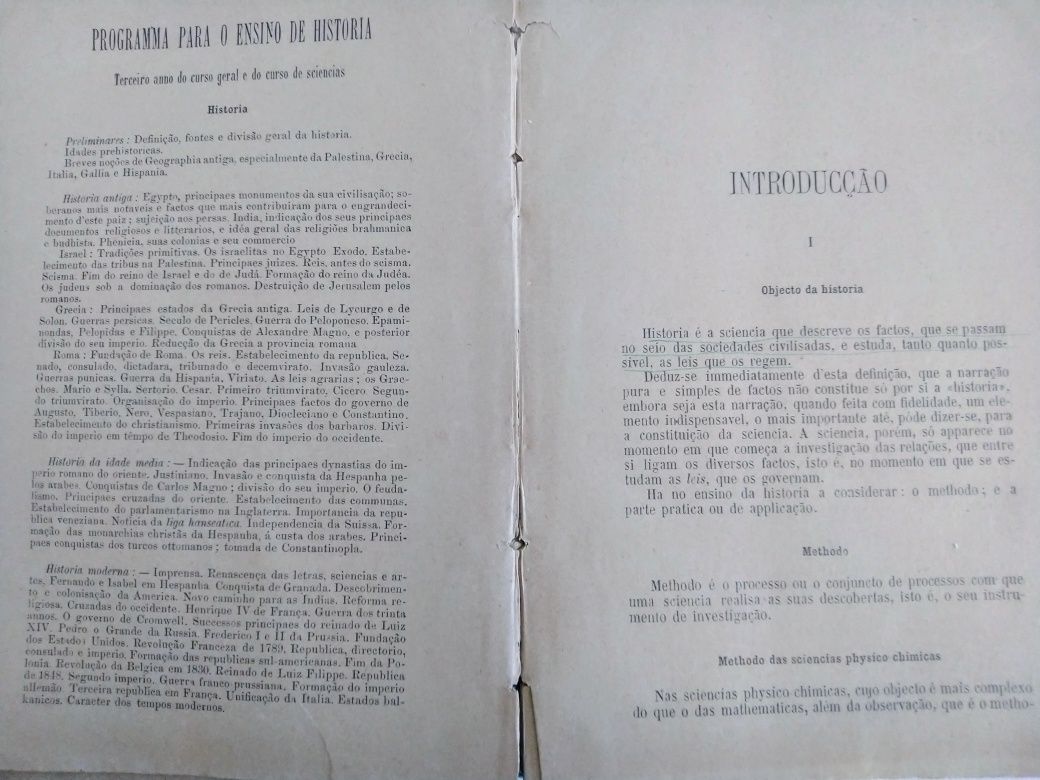 PROGRAMMA PARA O ENSINO DE HISTORIA
Terceiro anno do curso geral e do curso de sciencias
Historia
Preliminares : Definição, fontes e divisão geral da historia.
Idades prehistoricas.
Breves noções de Geographia antiga, especialmente da Palestina, Grecia,
Italia, Gallia e Hispania.
Historia antiga : Egypto, principaes monumentos da sua civilisação; so-
beranos mais notaveis e factos que mais contribuiram para o engrandeci-
mento d'este paiz ; sujeição aos persas. India, indicação dos seus principaes
documentos religiosos e litterarios, e idéa geral das religiões brahmanica
e budhista. Phenicia, suas colonias e seu commercio
Israel : Tradições primitivas. Os israelitas no Egypto Exodo. Estabe-
lecimento das tribus na Palestina. Principaes juizes. Reis, antes do scisma.
Scisma. Fim do reino de Israel e do de Judá. Formação do reino da Judéa.
Os judeus sob a dominação dos romanos. Destruição de Jerusalem pelos
romanos.
Grecia : Principaes estados da Grecia antiga. Leis de Lycurgo e de
Solon. Guerras persicas. Seculo de Pericles. Guerra do Peloponeso. Epami-
nondas, Pelopidas e Filippe. Conquistas de Alexandre Magno, e posterior
divisão do seu imperio. Reducção da Grecia a provincia romana
Roma : Fundação de Roma. Os reis. Estabelecimento da republica, Se-
nado, consulado, dictadara, tribunado e decemvirato. Invasão gauleza.
Guerras punicas. Guerra da Hispania, Viriato. As leis agrarias ; os Grac-
chos. Mario e Sylla. Sertorio. Cesar. Primeiro triumvirato, Cicero Segun-
do triumvirato. Organisação do imperio. Principaes factos do governo de
Augusto, Tiberio, Nero, Vespasiano, Trajano, Diocleciano e Constantino.
Estabelecimento do christianismo. Primeiras invasões dos barbaros. Divi-
são do imperio em tempo de Theodosio. Fim do imperio do occidente.
Historia da idade media : — Indicação das principaes dynastias do im-
perio romano do oriente. Justiniano. Invasão e conquista da Hespanha pe-
los arabes. Conquistas de Carlos Magno ; divisão do seu imperio. O feuda-
lismo. Principaes cruzadas do oriente. Estabelecimento das communas.
Estabelecimento do parlamentarismo na Inglaterra. Importancia da repu-
blica veneziana. Noticia da liga hanseatica. Independencia da Suissa. For-
mação das monarchias christãs da Hespanha, á custa dos arabes. Princi-
paes conquistas dos turcos ottomanos ; tomada de Constantinopla.
Historia moderna : — Imprensa. Renascença das letras, sciencias e ar-
tes. Fernando e Isabel em Hespanha. Conquista de Granada. Descobrimen-
to e colonisação da America. Novo caminho para as Indias. Reforma re-
ligiosa. Cruzadas do occidente. Henrique IV de França. Guerra dos trinta
annos. O governo de Cromwell. Successos principaes do reinado de Luiz
XIV. Pedro o Grande da Russia. Frederico I e II da Prussia. Fundação
dos Estados Unidos. Revolução Franceza de 1789. Republica, directorio,
consulado e imperio. Formação das republicas sul-americanas. Fim da Po-
lonia. Revolução da Belgica em 1830. Reinado de Luiz Filippe. Republica
de 1848. Segundo imperio. Guerra franco-prussiana. Formação do imperio
allemão. Terceira republica em França. Unificação da Italia. Estados bal-
kanicos. Caracter dos tempos modernos.
INTRODUCÇÃO
I
Objecto da historia
Historia é a sciencia que descreve os factos, que se passam
no seio das sociedades civilisadas, e estuda, tanto quanto pos-
sivel, as leis que os regem.
Deduz-se immediatamente d'esta definição, que a narração
pura e simples de factos não constitue só por si a «historia»,
embora seja esta narração, quando feita com fidelidade, um ele-
mento indispensavel, o mais importante até, póde dizer-se, para
a constituição da sciencia. A sciencia, porém, só apparece no
momento em que começa a investigação das relações, que entre
si ligam os diversos factos, isto é, no momento em que se es-
tudam as leis, que os governam.
Ha no ensino da historia a considerar : o methodo ; e a
parte pratica ou de applicação.
Methodo
Methodo é o processo ou o conjuncto de processos com que
uma sciencia realisa as suas descobertas, isto é, o seu instru-
mento de investigação.
Methodo das sciencias physico chimicas
Nas sciencias physico chimicas, cujo objecto é mais complexo
do que o das mathematicas, além da observação, que é o metho-